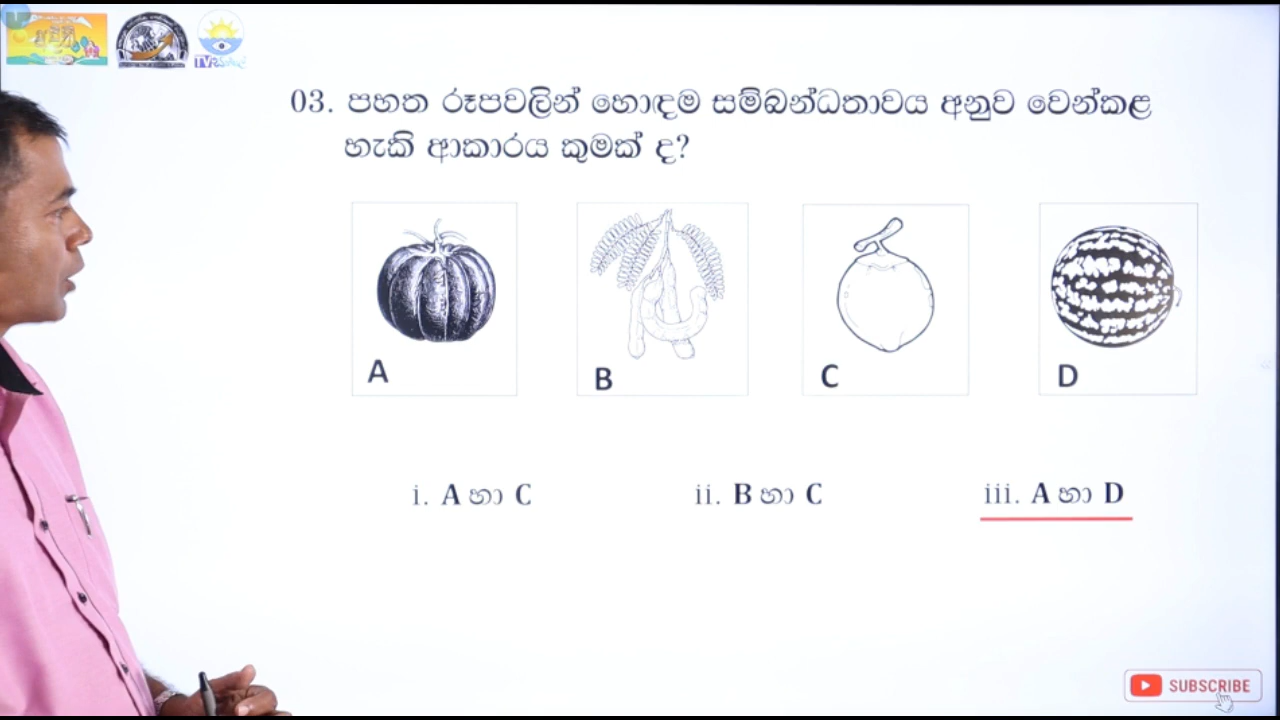 03. පහත රූපවලින් හොඳම සම්බන්ධතාවය අනුව වෙන්කළ
හැකි ආකාරය කුමක් ද?
A
B
C
D
i. A හා C
ii. B හා C
iii. A හා D
SUBSCRIBE